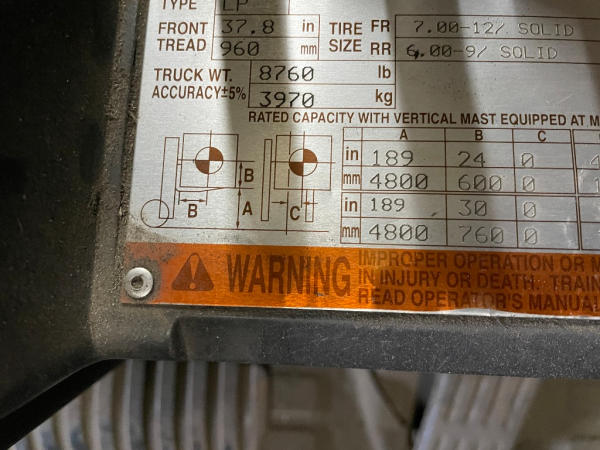 TYPE LP
FRONT 37.8 in TIRE FR 7.00-12/ SOLID
TREAD 960 mm SIZE RR 6.00-9/ SOLID
TRUCK WT. 8760 lb
ACCURACY±5% 3970 kg
RATED CAPACITY WITH VERTICAL MAST EQUIPPED AT M
A B C
in 189 24 0 4
mm 4800 600 0 1
in 189 30 0
mm 4800 760 0
B B A C
WARNING
IMPROPER OPERATION OR M
IN INJURY OR DEATH. TRAIN
READ OPERATOR'S MANUAL